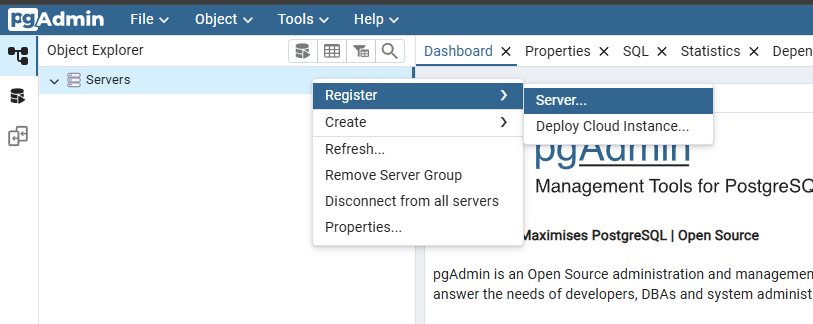 pgAdmin File Object Tools Help
Object Explorer
Dashboard Properties SQL Statistics Depen
Servers
Register
Server...
Create
Deploy Cloud Instance...
Refresh...
Remove Server Group
Disconnect from all servers
Properties...
pgAdmin
Management Tools for PostgreSQ
Maximises PostgreSQL | Open Source
pgAdmin is an Open Source administration and managemen
answer the needs of developers, DBAs and system administ